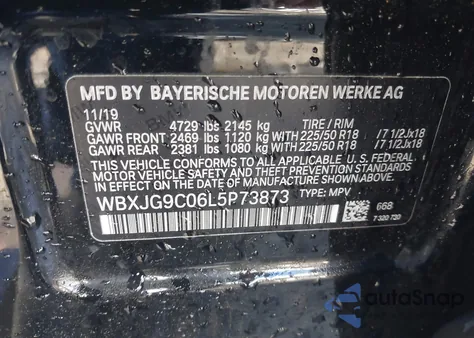 MFD BY BAYERISCHE MOTOREN WERKE AG
11/19
GVWR 4729 lbs 2145 kg TIRE / RIM
GAWR FRONT 2469 lbs 1120 kg WITH 225/50 R18 /7 1/2Jx18
GAWR REAR 2381 lbs 1080 kg WITH 225/50 R18 /7 1/2Jx18
THIS VEHICLE CONFORMS TO ALL APPLICABLE U.S. FEDERAL
MOTOR VEHICLE SAFETY, BUMPER, AND THEFT PREVENTION
STANDARDS IN EFFECT ON THE DATE OF MANUFACTURE SHOWN ABOVE.
WBXJG9C06L5P73873 TYPE: MPV
668
7 320 730
autoSnap